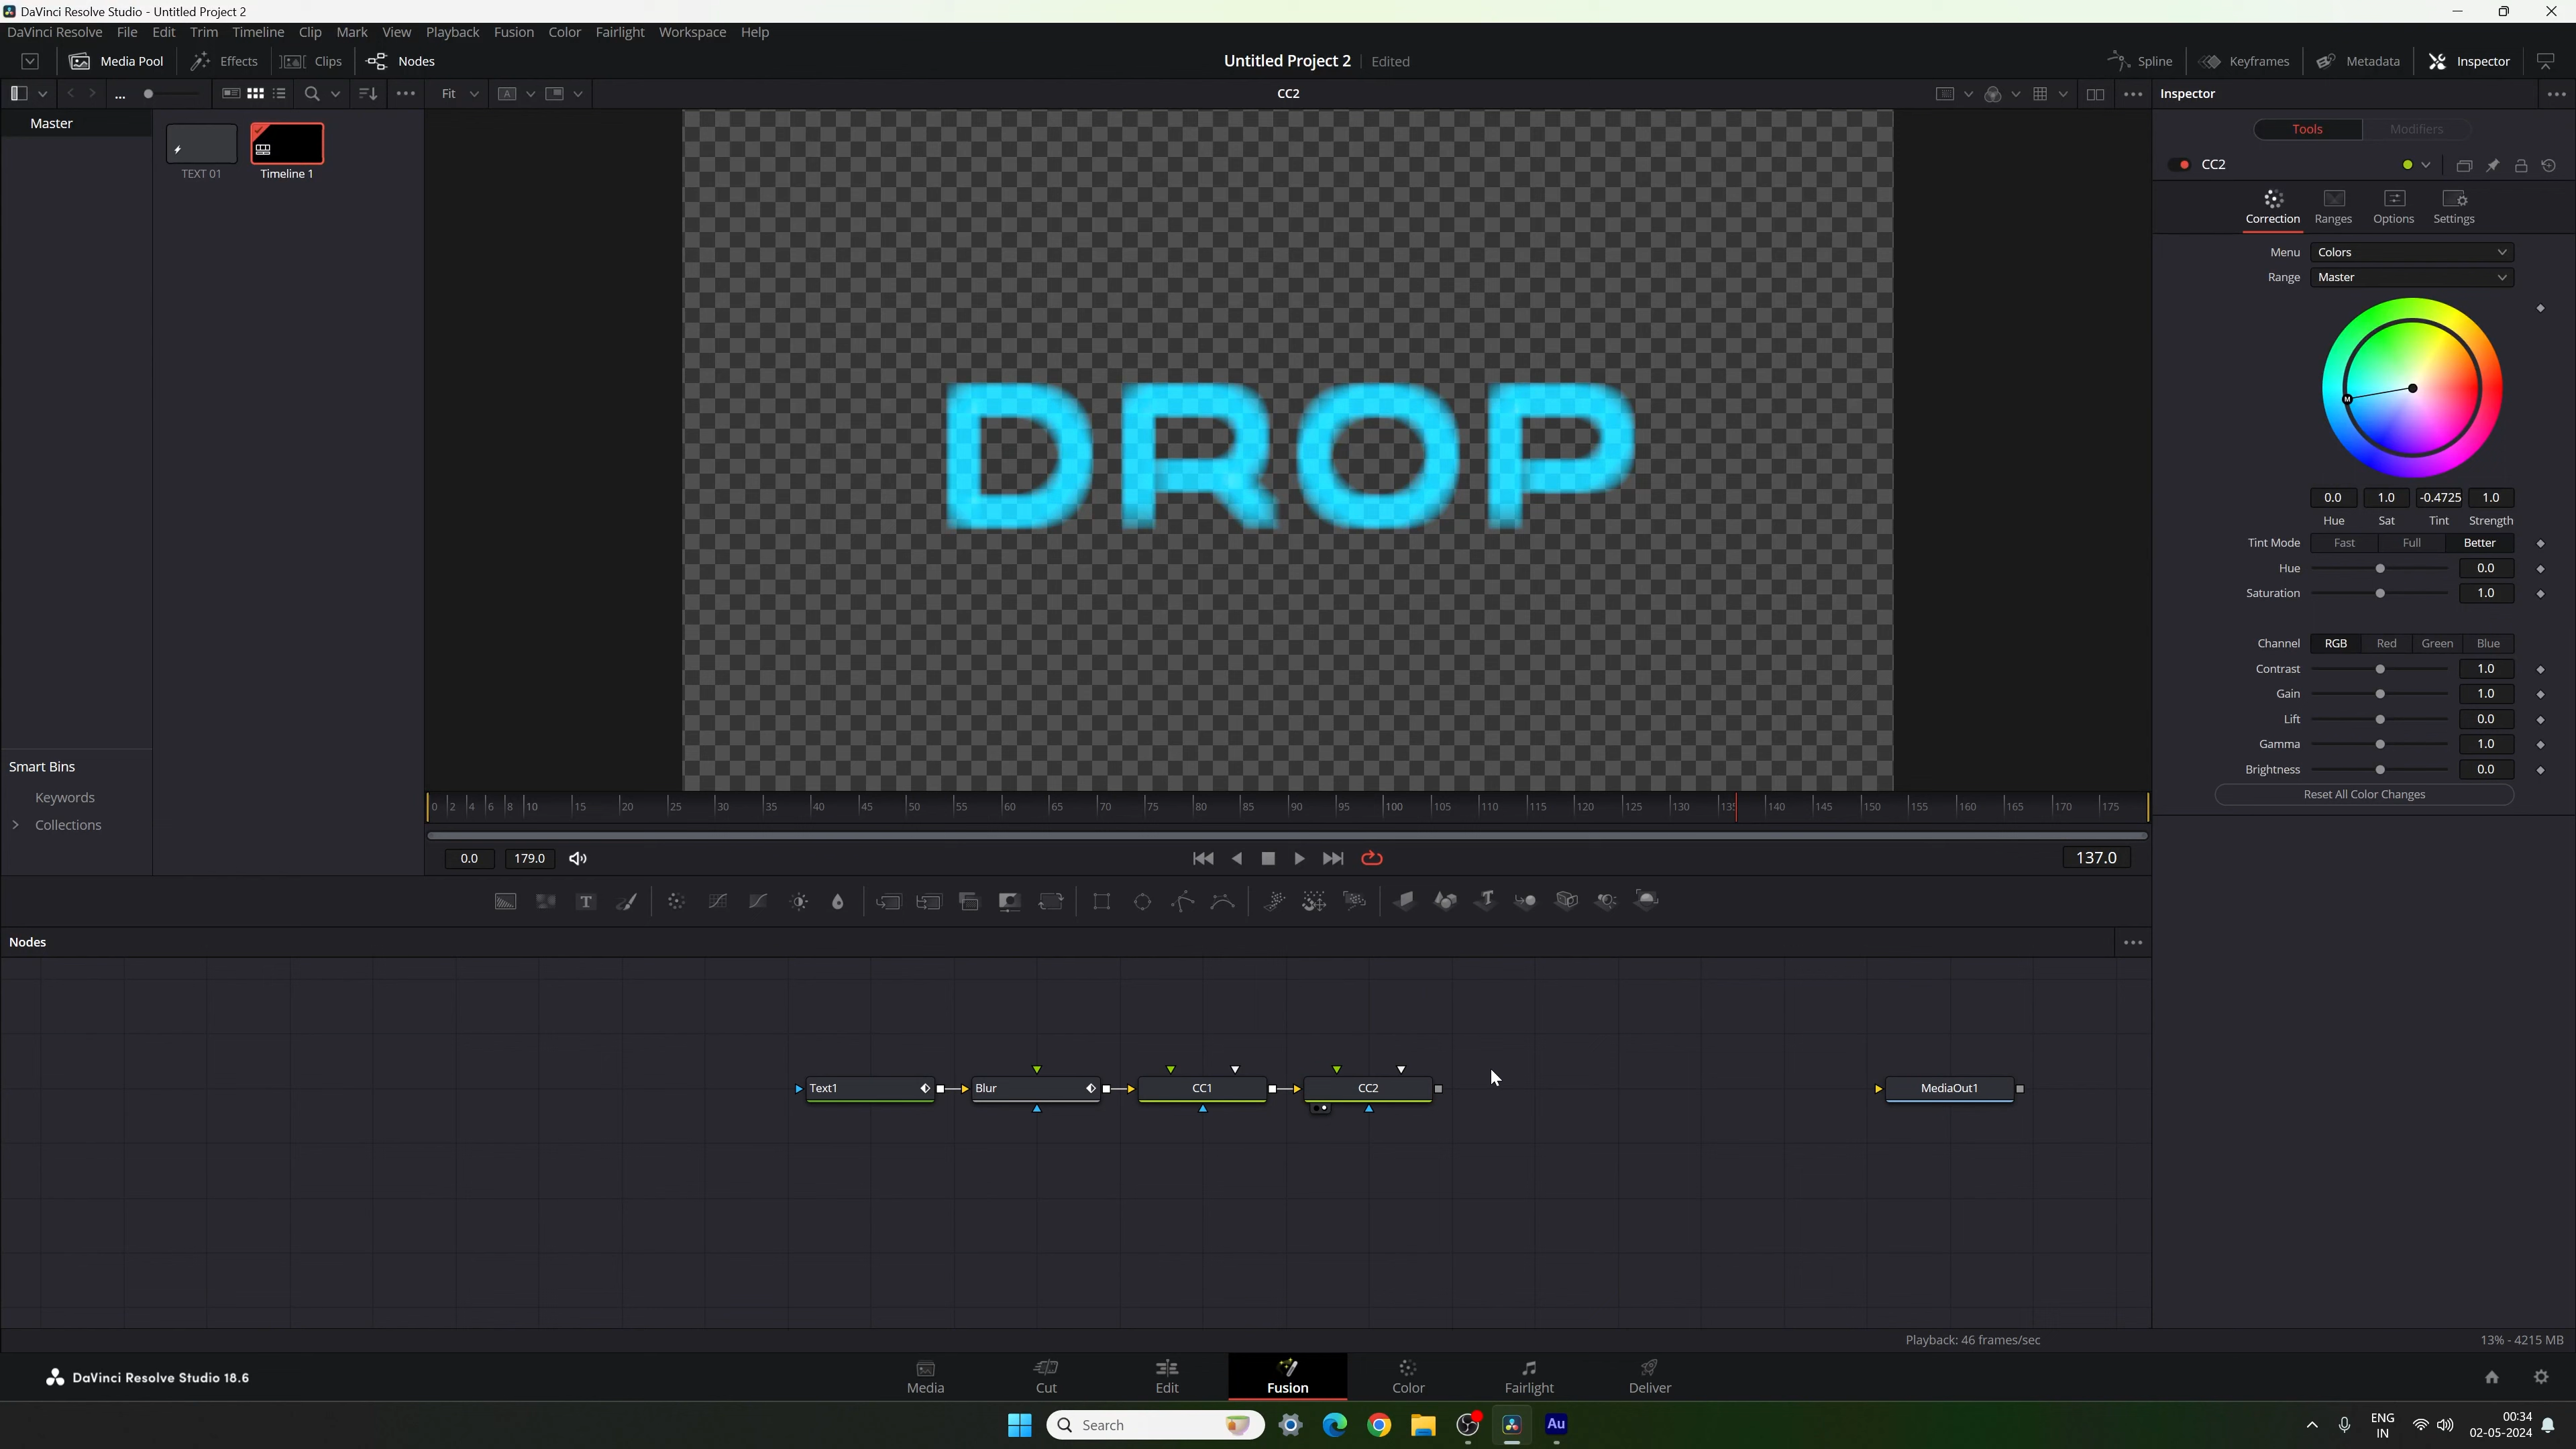 DaVinci Resolve Studio - Untitled Project 2
DaVinci Resolve File Edit Trim Timeline Clip Mark View Playback Fusion Color Fairlight Workspace Help
Media Pool Effects Clips Nodes Untitled Project 2 Edited Spline Keyframes Metadata Inspector
... Fit A CC2 Inspector
Master
TEXT 01 Timeline 1
Tools Modifiers
CC2
Correction Ranges Options Settings
Menu Colors
Range Master
M
DROP
0.0 1.0 -0.4725 1.0
Hue Sat Tint Strength
Tint Mode Fast Full Better
Hue 0.0
Saturation 1.0
Channel RGB Red Green Blue
Contrast 1.0
Gain 1.0
Lift 0.0
Gamma 1.0
Brightness 0.0
Reset All Color Changes
Smart Bins
Keywords
Collections
0 2 4 6 8 10 15 20 25 30 35 40 45 50 55 60 65 70 75 80 85 90 95 100 105 110 115 120 125 130 140 145 150 155 160 165 170 175
0.0 179.0 137.0
T
Nodes
Text1 Blur CC1 CC2 MediaOut1
Playback: 46 frames/sec 13% - 4215 MB
DaVinci Resolve Studio 18.6
Media Cut Edit Fusion Color Fairlight Deliver
Search Au
ENG
IN
00:34
02-05-2024